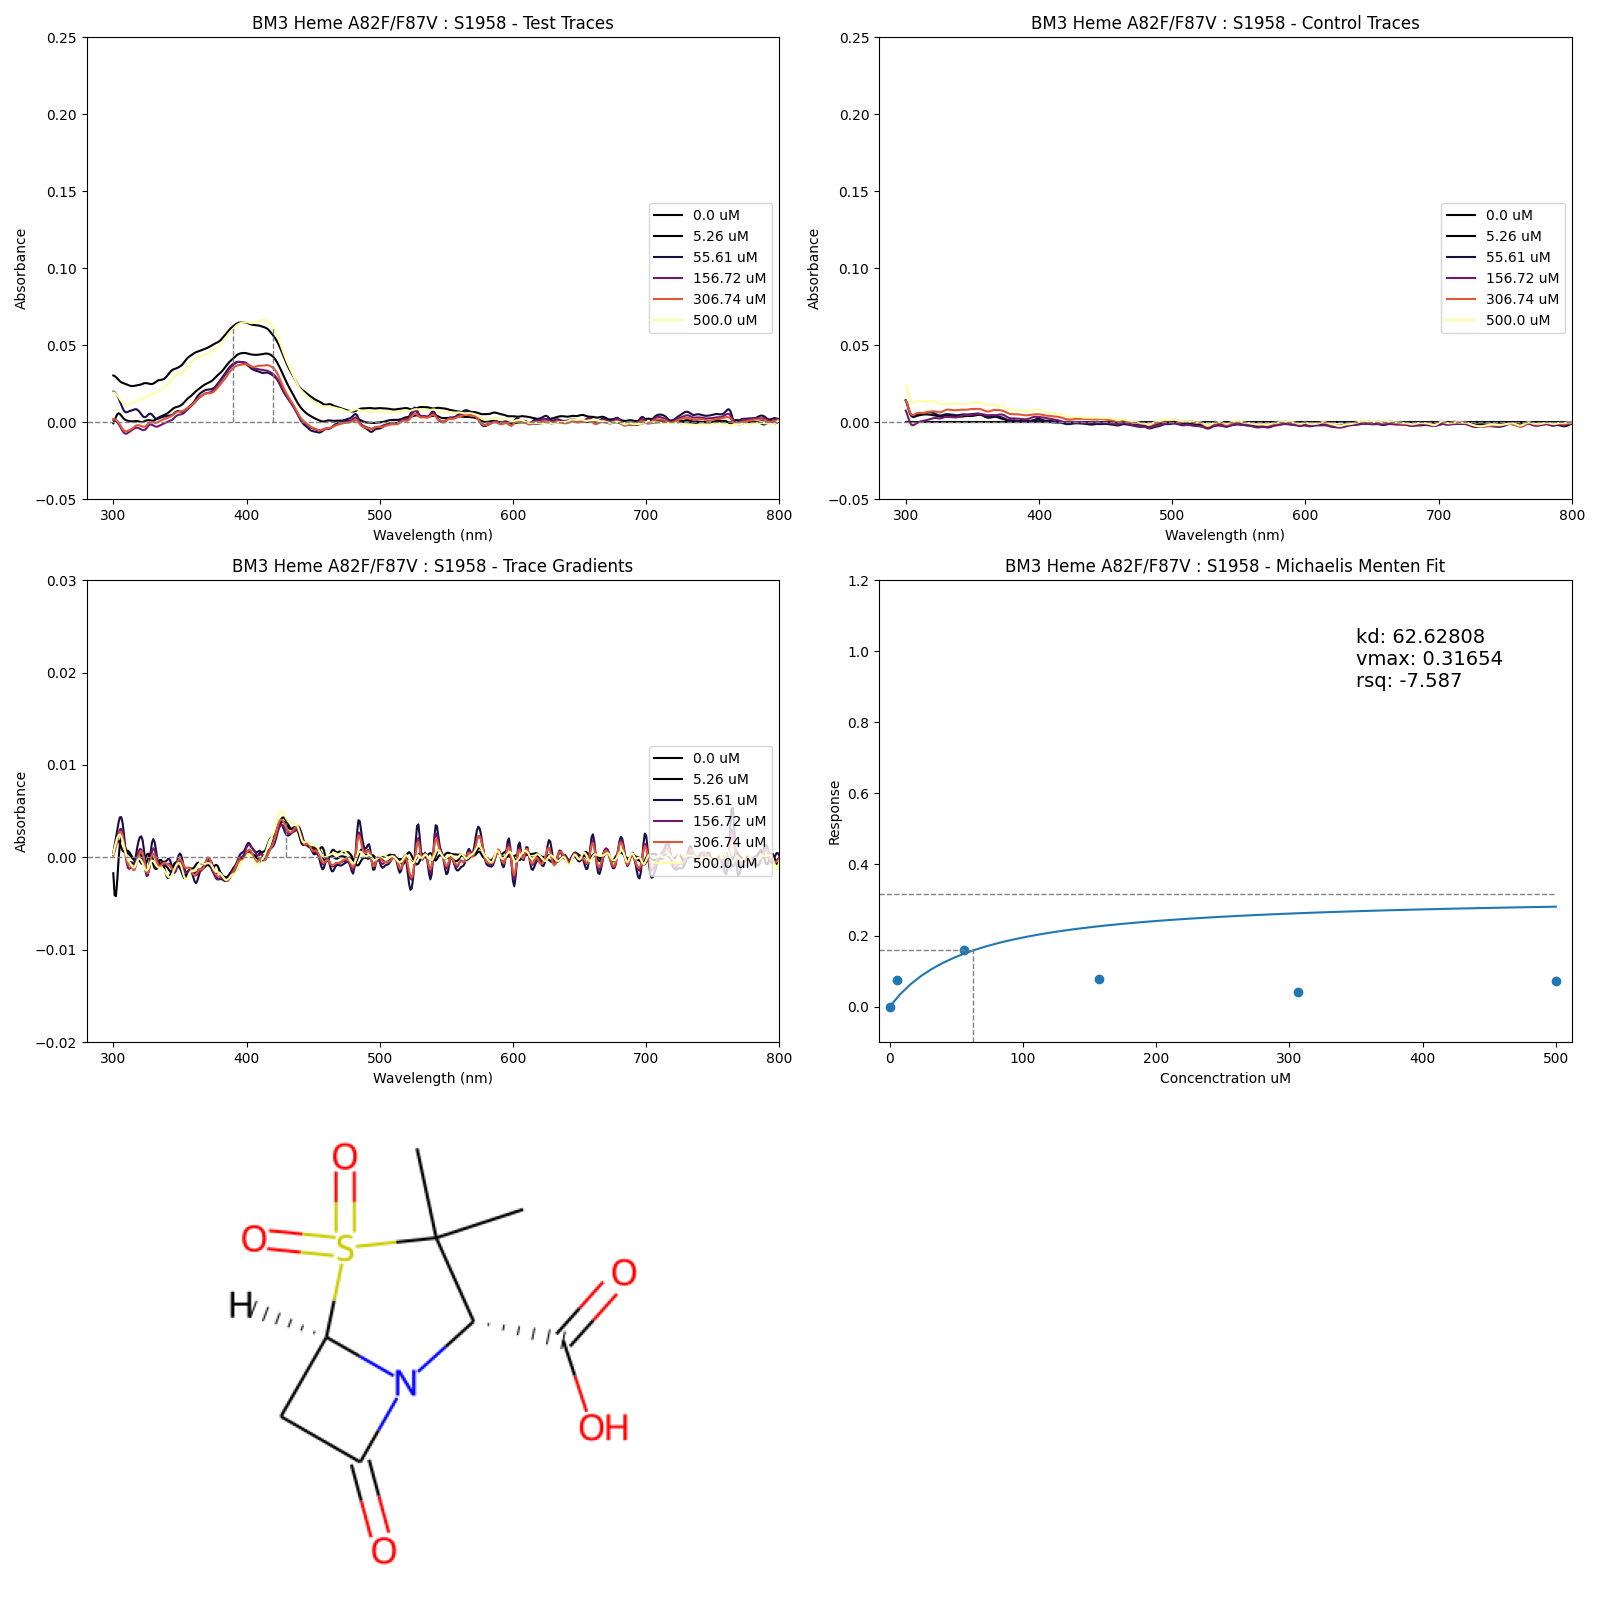 BM3 Heme A82F/F87V : S1958 - Test Traces
0.25
0.20
0.15
0.10
0.05
0.00
−0.05
Absorbance
300 400 500 600 700 800
Wavelength (nm)
0.0 uM
5.26 uM
55.61 uM
156.72 uM
306.74 uM
500.0 uM
BM3 Heme A82F/F87V : S1958 - Control Traces
0.25
0.20
0.15
0.10
0.05
0.00
−0.05
Absorbance
300 400 500 600 700 800
Wavelength (nm)
0.0 uM
5.26 uM
55.61 uM
156.72 uM
306.74 uM
500.0 uM
BM3 Heme A82F/F87V : S1958 - Trace Gradients
0.03
0.02
0.01
0.00
−0.01
−0.02
Absorbance
300 400 500 600 700 800
Wavelength (nm)
0.0 uM
5.26 uM
55.61 uM
156.72 uM
306.74 uM
500.0 uM
BM3 Heme A82F/F87V : S1958 - Michaelis Menten Fit
1.2
1.0
0.8
0.6
0.4
0.2
0.0
Response
kd: 62.62808
vmax: 0.31654
rsq: -7.587
0 100 200 300 400 500
Concenctration uM
O
O
S
O
H
N
OH
O